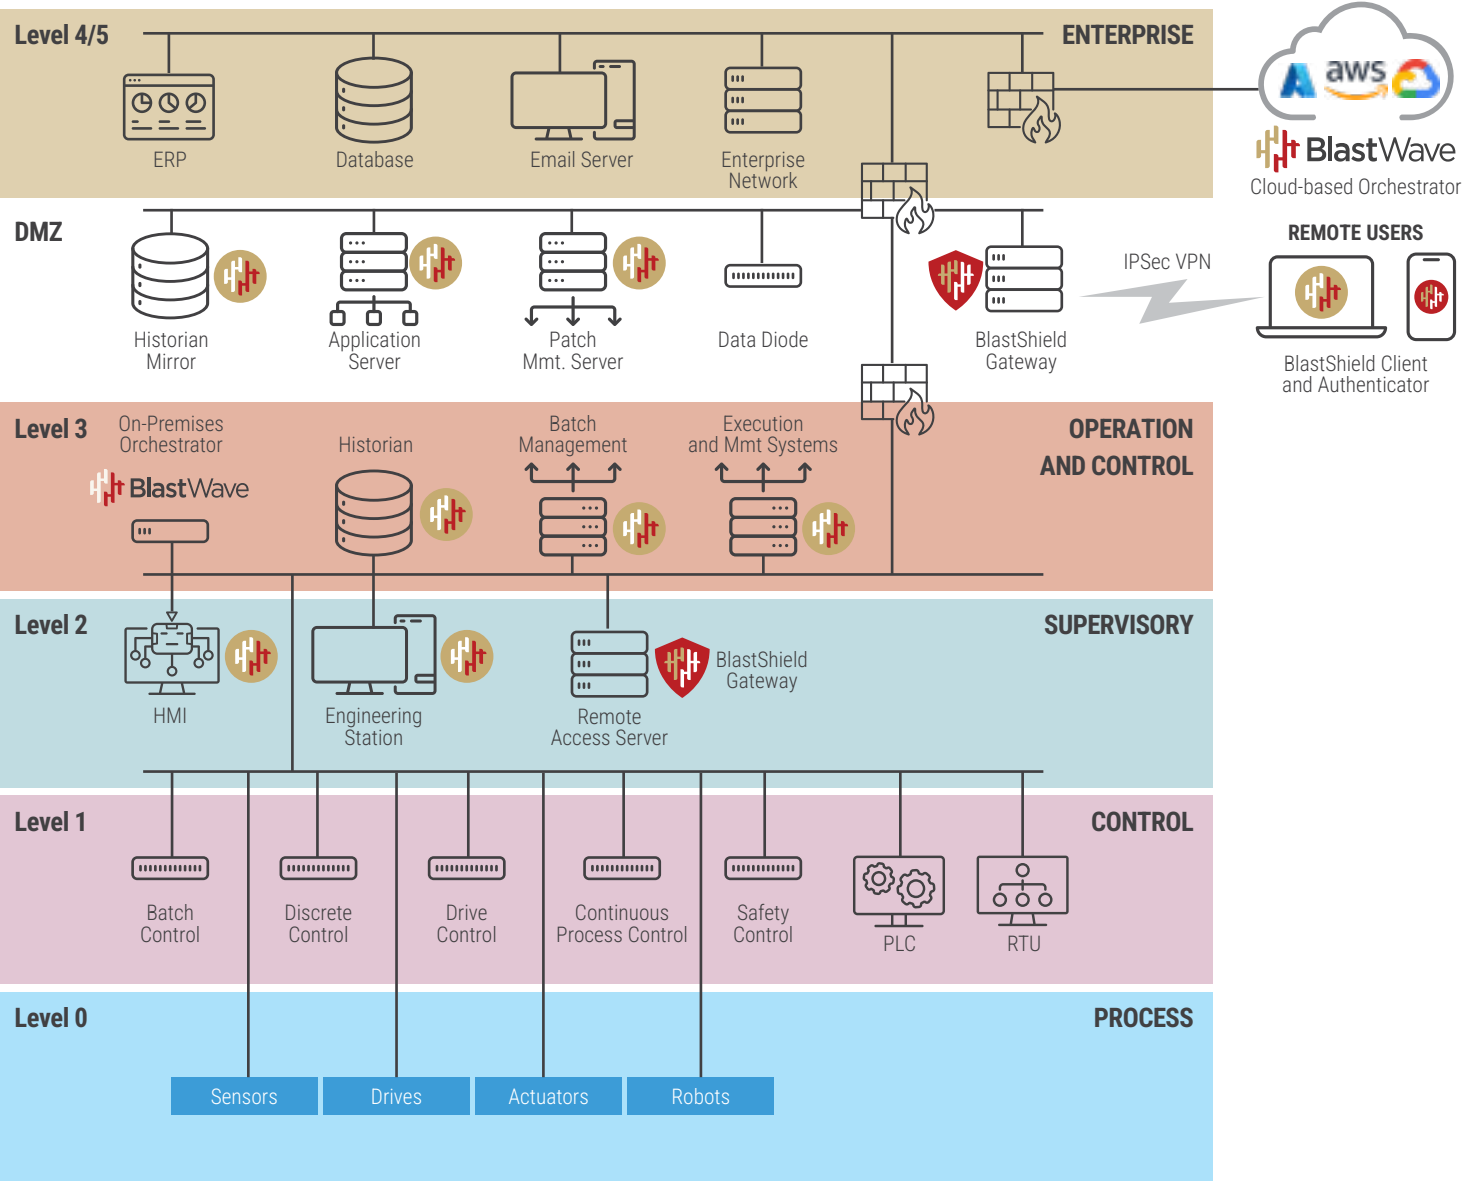 Level 4/5
ENTERPRISE
aws
ERP
Database
Email Server
Enterprise
Network
BlastWave
Cloud-based Orchestrator
DMZ
REMOTE USERS
IPSec VPN
Historian
Mirror
Application
Server
Patch
Mmt. Server
Data Diode
BlastShield
Gateway
BlastShield Client
and Authenticator
Level 3
On-Premises
Orchestrator
BlastWave
Historian
Batch
Management
Execution
and Mmt Systems
OPERATION
AND CONTROL
Level 2
SUPERVISORY
HMI
Engineering
Station
Remote
Access Server
BlastShield
Gateway
Level 1
CONTROL
Batch
Control
Discrete
Control
Drive
Control
Continuous
Process Control
Safety
Control
PLC
RTU
Level 0
PROCESS
Sensors
Drives
Actuators
Robots